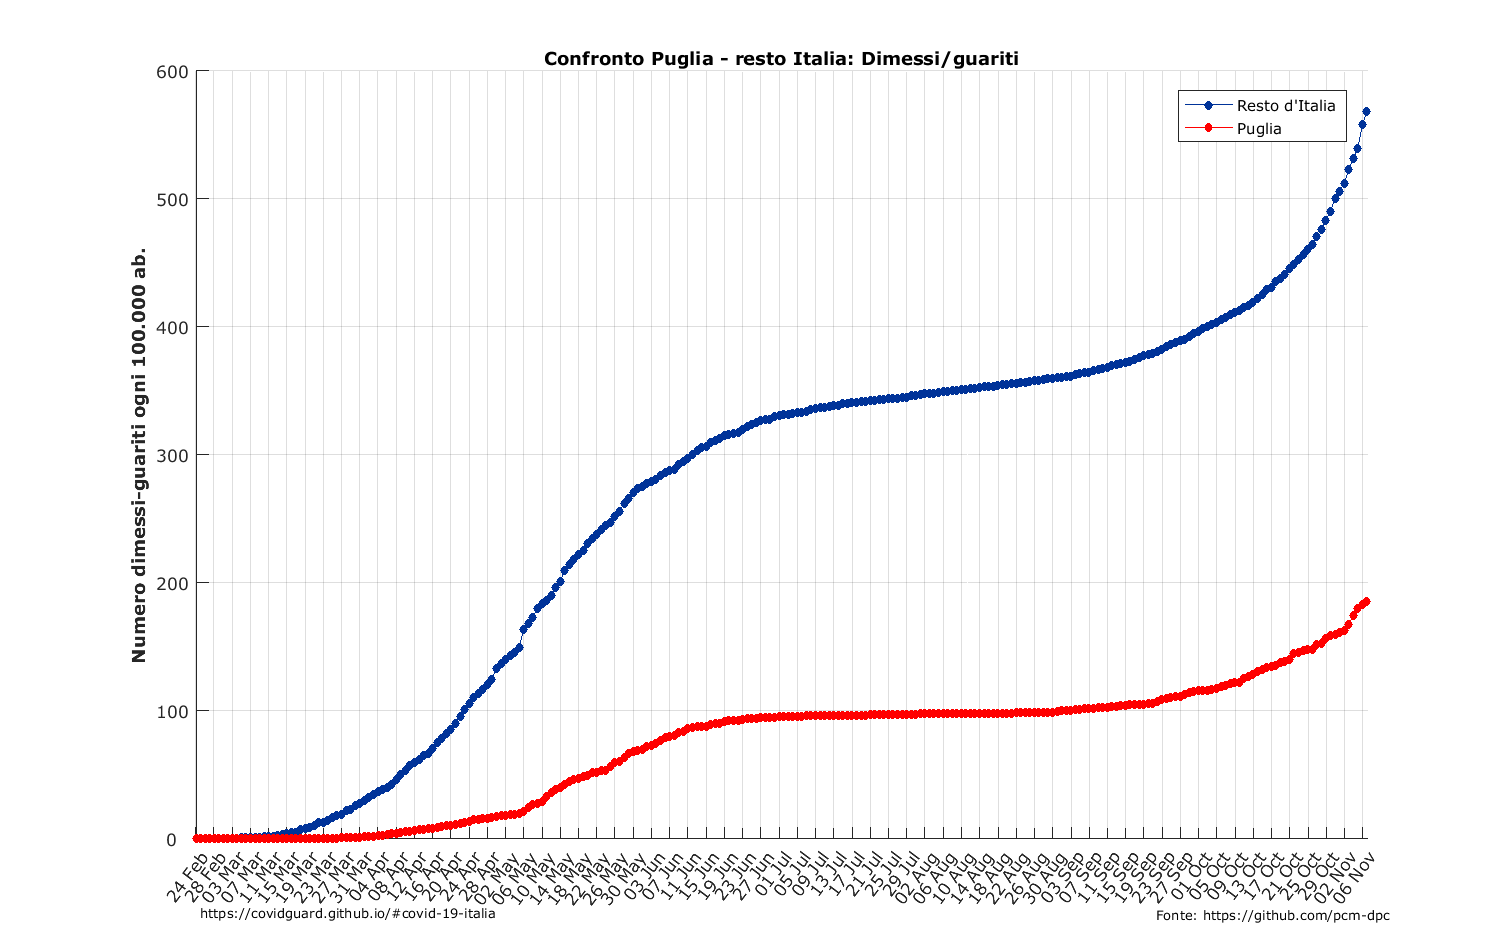 Confronto Puglia - resto Italia: Dimessi/guariti
Resto d'Italia
Puglia
Numero dimessi-guariti ogni 100.000 ab.
600
500
400
300
200
100
0
24 Feb
28 Feb
03 Mar
07 Mar
11 Mar
15 Mar
19 Mar
23 Mar
27 Mar
31 Mar
04 Apr
08 Apr
12 Apr
16 Apr
20 Apr
24 Apr
28 Apr
02 May
06 May
10 May
14 May
18 May
22 May
26 May
30 May
03 Jun
07 Jun
11 Jun
15 Jun
19 Jun
23 Jun
27 Jun
01 Jul
05 Jul
09 Jul
13 Jul
17 Jul
21 Jul
25 Jul
29 Jul
02 Aug
06 Aug
10 Aug
14 Aug
18 Aug
22 Aug
26 Aug
30 Aug
03 Sep
07 Sep
11 Sep
15 Sep
19 Sep
23 Sep
27 Sep
01 Oct
05 Oct
09 Oct
13 Oct
17 Oct
21 Oct
25 Oct
29 Oct
02 Nov
06 Nov
https://covidguard.github.io/#covid-19-italia
Fonte: https://github.com/pcm-dpc